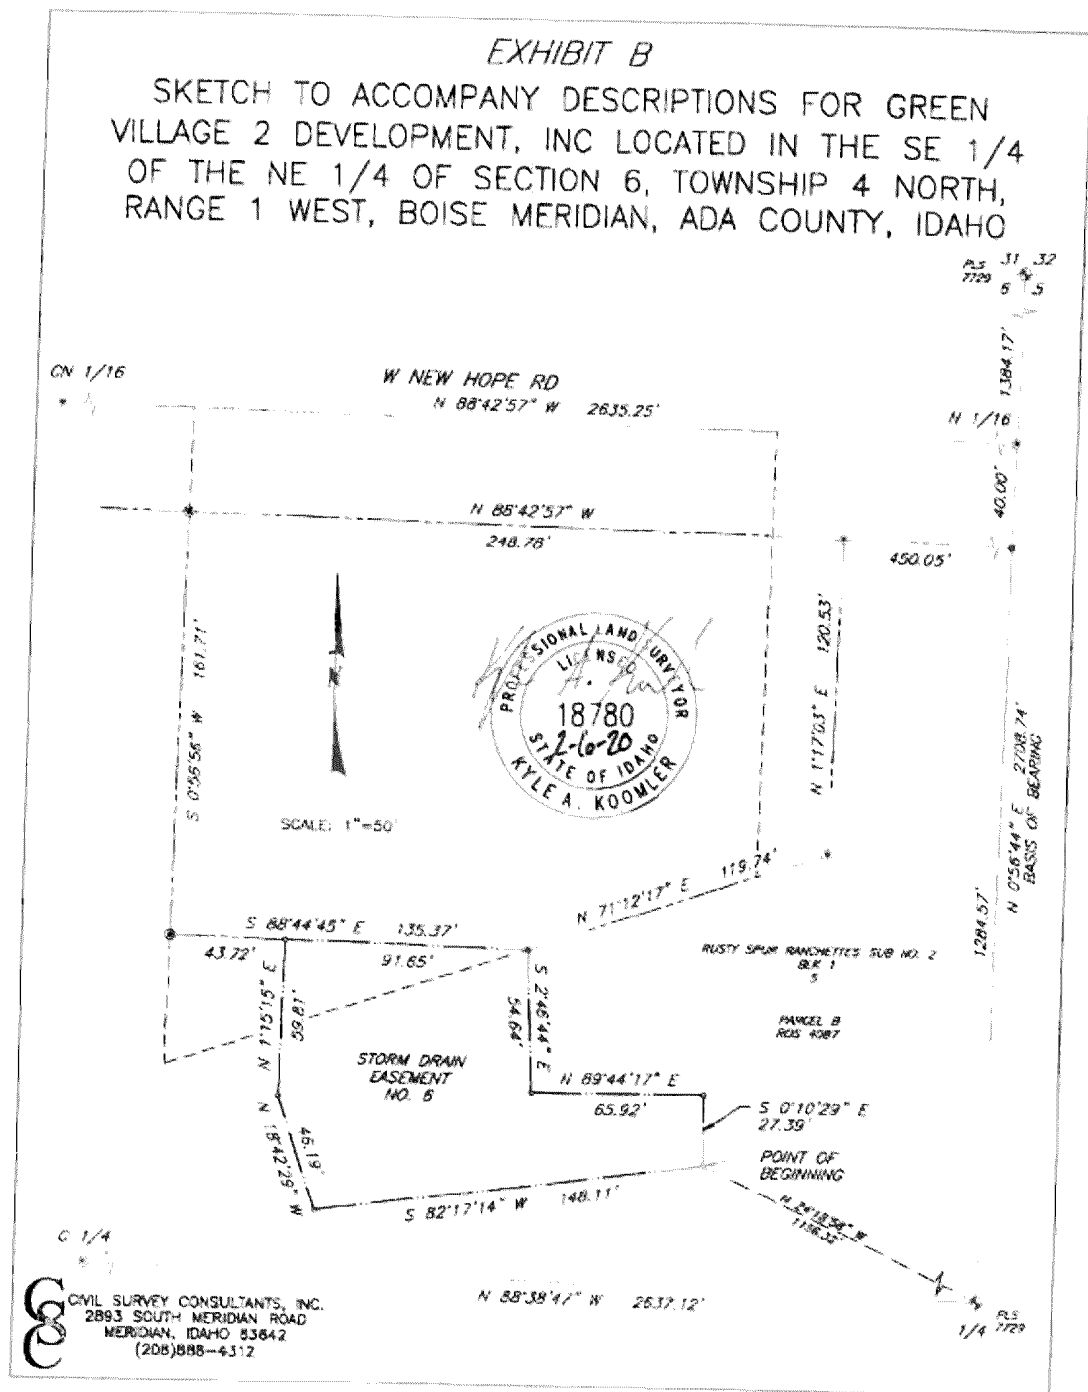 EXHIBIT B
SKETCH TO ACCOMPANY DESCRIPTIONS FOR GREEN
VILLAGE 2 DEVELOPMENT, INC LOCATED IN THE SE 1/4
OF THE NE 1/4 OF SECTION 6, TOWNSHIP 4 NORTH,
RANGE 1 WEST, BOISE MERIDIAN, ADA COUNTY, IDAHO
PLS
7729
31 32
6 5
1384.17'
CN 1/16
W NEW HOPE RD
N 88°42'57" W 2635.25'
N 1/16
40.00'
N 88°42'57" W
248.78'
450.05'
S 0°56'56" W 161.71'
N 1°17'03" E 120.53'
PROFESSIONAL LAND SURVEYOR
LICENSED
18780
2-6-20
STATE OF IDAHO
KYLE A. KOOMLER
SCALE: 1"=50'
N 0°56'44" E 2708.74'
BASIS OF BEARING
1284.57'
N 71°12'17" E 119.74'
S 88°44'45" E 135.37'
43.72'
91.65'
RUSTY SPUR RANCHETTES SUB NO. 2
BLK 1
5
PARCEL B
ROS 4087
N 1°15'15" E
S 2°46'44" E
54.64'
STORM DRAIN
EASEMENT
NO. 6
N 89°44'17" E
65.92'
S 0°10'29" E
27.39'
POINT OF
BEGINNING
N 18°42'29" W
46.19'
S 82°17'14" W 148.11'
C 1/4
N 88°38'47" W 2637.12'
1/4
PLS
7729
CSC
CIVIL SURVEY CONSULTANTS, INC.
2893 SOUTH MERIDIAN ROAD
MERIDIAN, IDAHO 83642
(208)888-4312